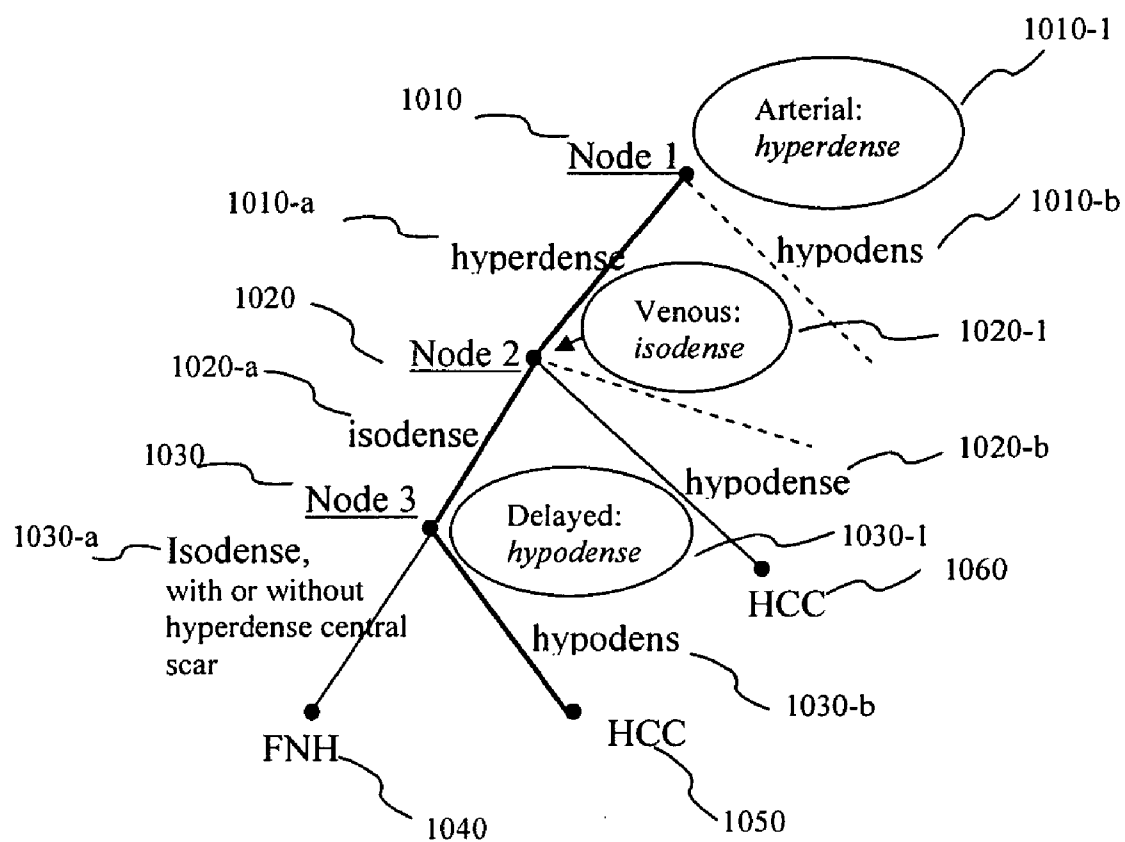 1010-1
1010
Arterial:
hyperdense
Node 1
1010-a
1010-b
hyperdense
hypodens
1020
Venous:
isodense
1020-1
Node 2
1020-a
isodense
1020-b
1030
hypodense
Node 3
Delayed:
hypodense
1030-a
1030-1
Isodense,
with or without
hyperdense central
scar
1060
HCC
hypodens
1030-b
FNH
HCC
1040
1050